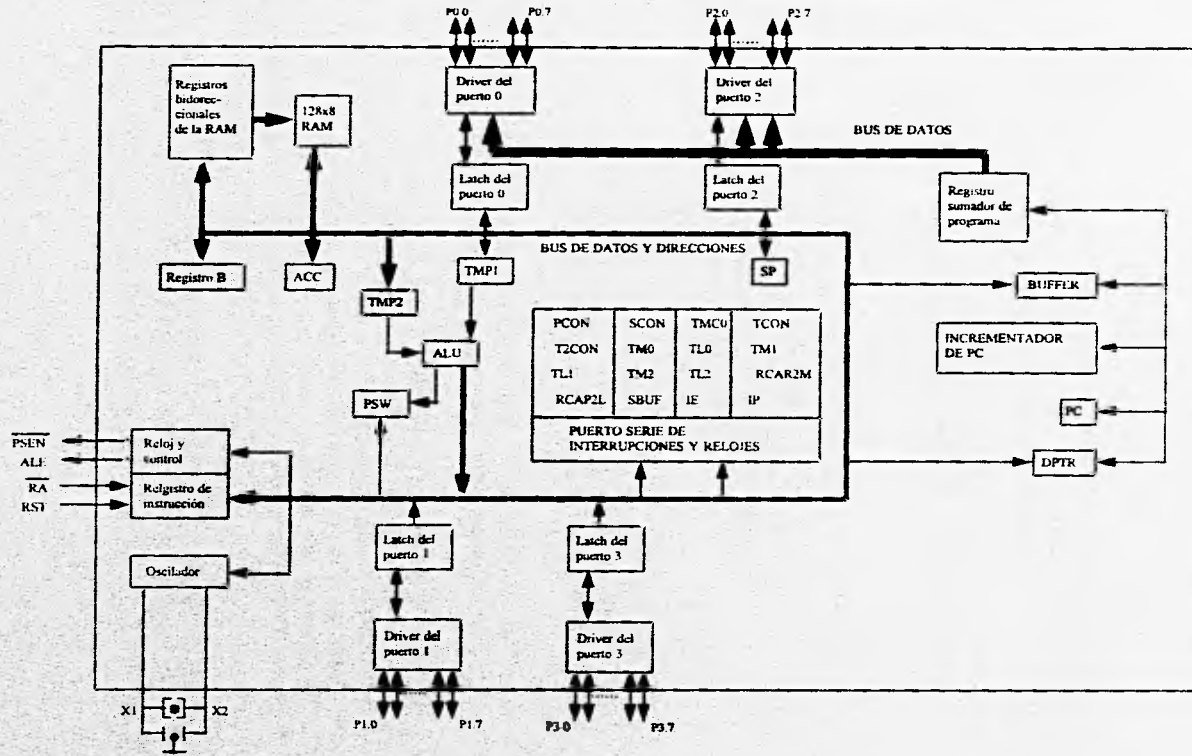 P0.0 P0.7 P2.0 P2.7
Registros
bidorec-
cionales
de la RAM
128x8
RAM
Driver del
puerto 0
Driver del
puerto 2
BUS DE DATOS
Latch del
puerto 0
Latch del
puerto 2
Registro
sumador de
programa
BUS DE DATOS Y DIRECCIONES
Registro B
ACC
TMP1
SP
TMP2
BUFFER
ALU
PCON SCON TMC0 TCON
T2CON TM0 TL0 TM1
TL1 TM2 TL2 RCAR2M
RCAP2L SBUF IE IP
INCREMENTADOR
DE PC
PSW
PC
PUERTO SERIE DE
INTERRUPCIONES Y RELOJES
DPTR
PSEN
ALE
RA
RST
Reloj y
control
Relgistro de
instrucción
Oscilador
Latch del
puerto 1
Latch del
puerto 3
Driver del
puerto 1
Driver del
puerto 3
X1 X2
P1.0 P1.7 P3.0 P3.7